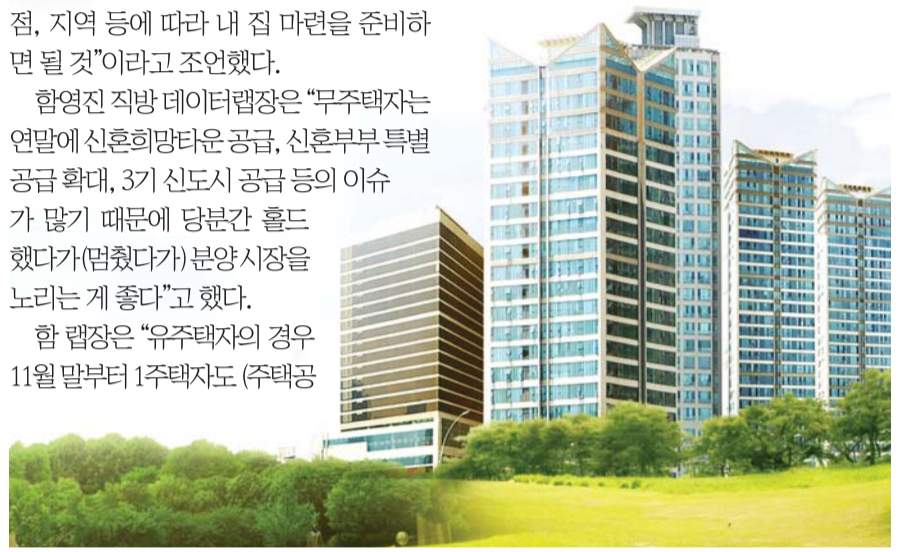 점, 지역 등에 따라 내 집 마련을 준비하
면 될 것”이라고 조언했다.
함영진 직방 데이터랩장은 “무주택자는
연말에 신혼희망타운 공급, 신혼부부 특별
공급 확대, 3기 신도시 공급 등의 이슈
가 많기 때문에 당분간 홀드
했다가(멈췄다가) 분양 시장을
노리는 게 좋다”고 했다.
함 랩장은 “유주택자의 경우
11월 말부터 1주택자도 (주택공